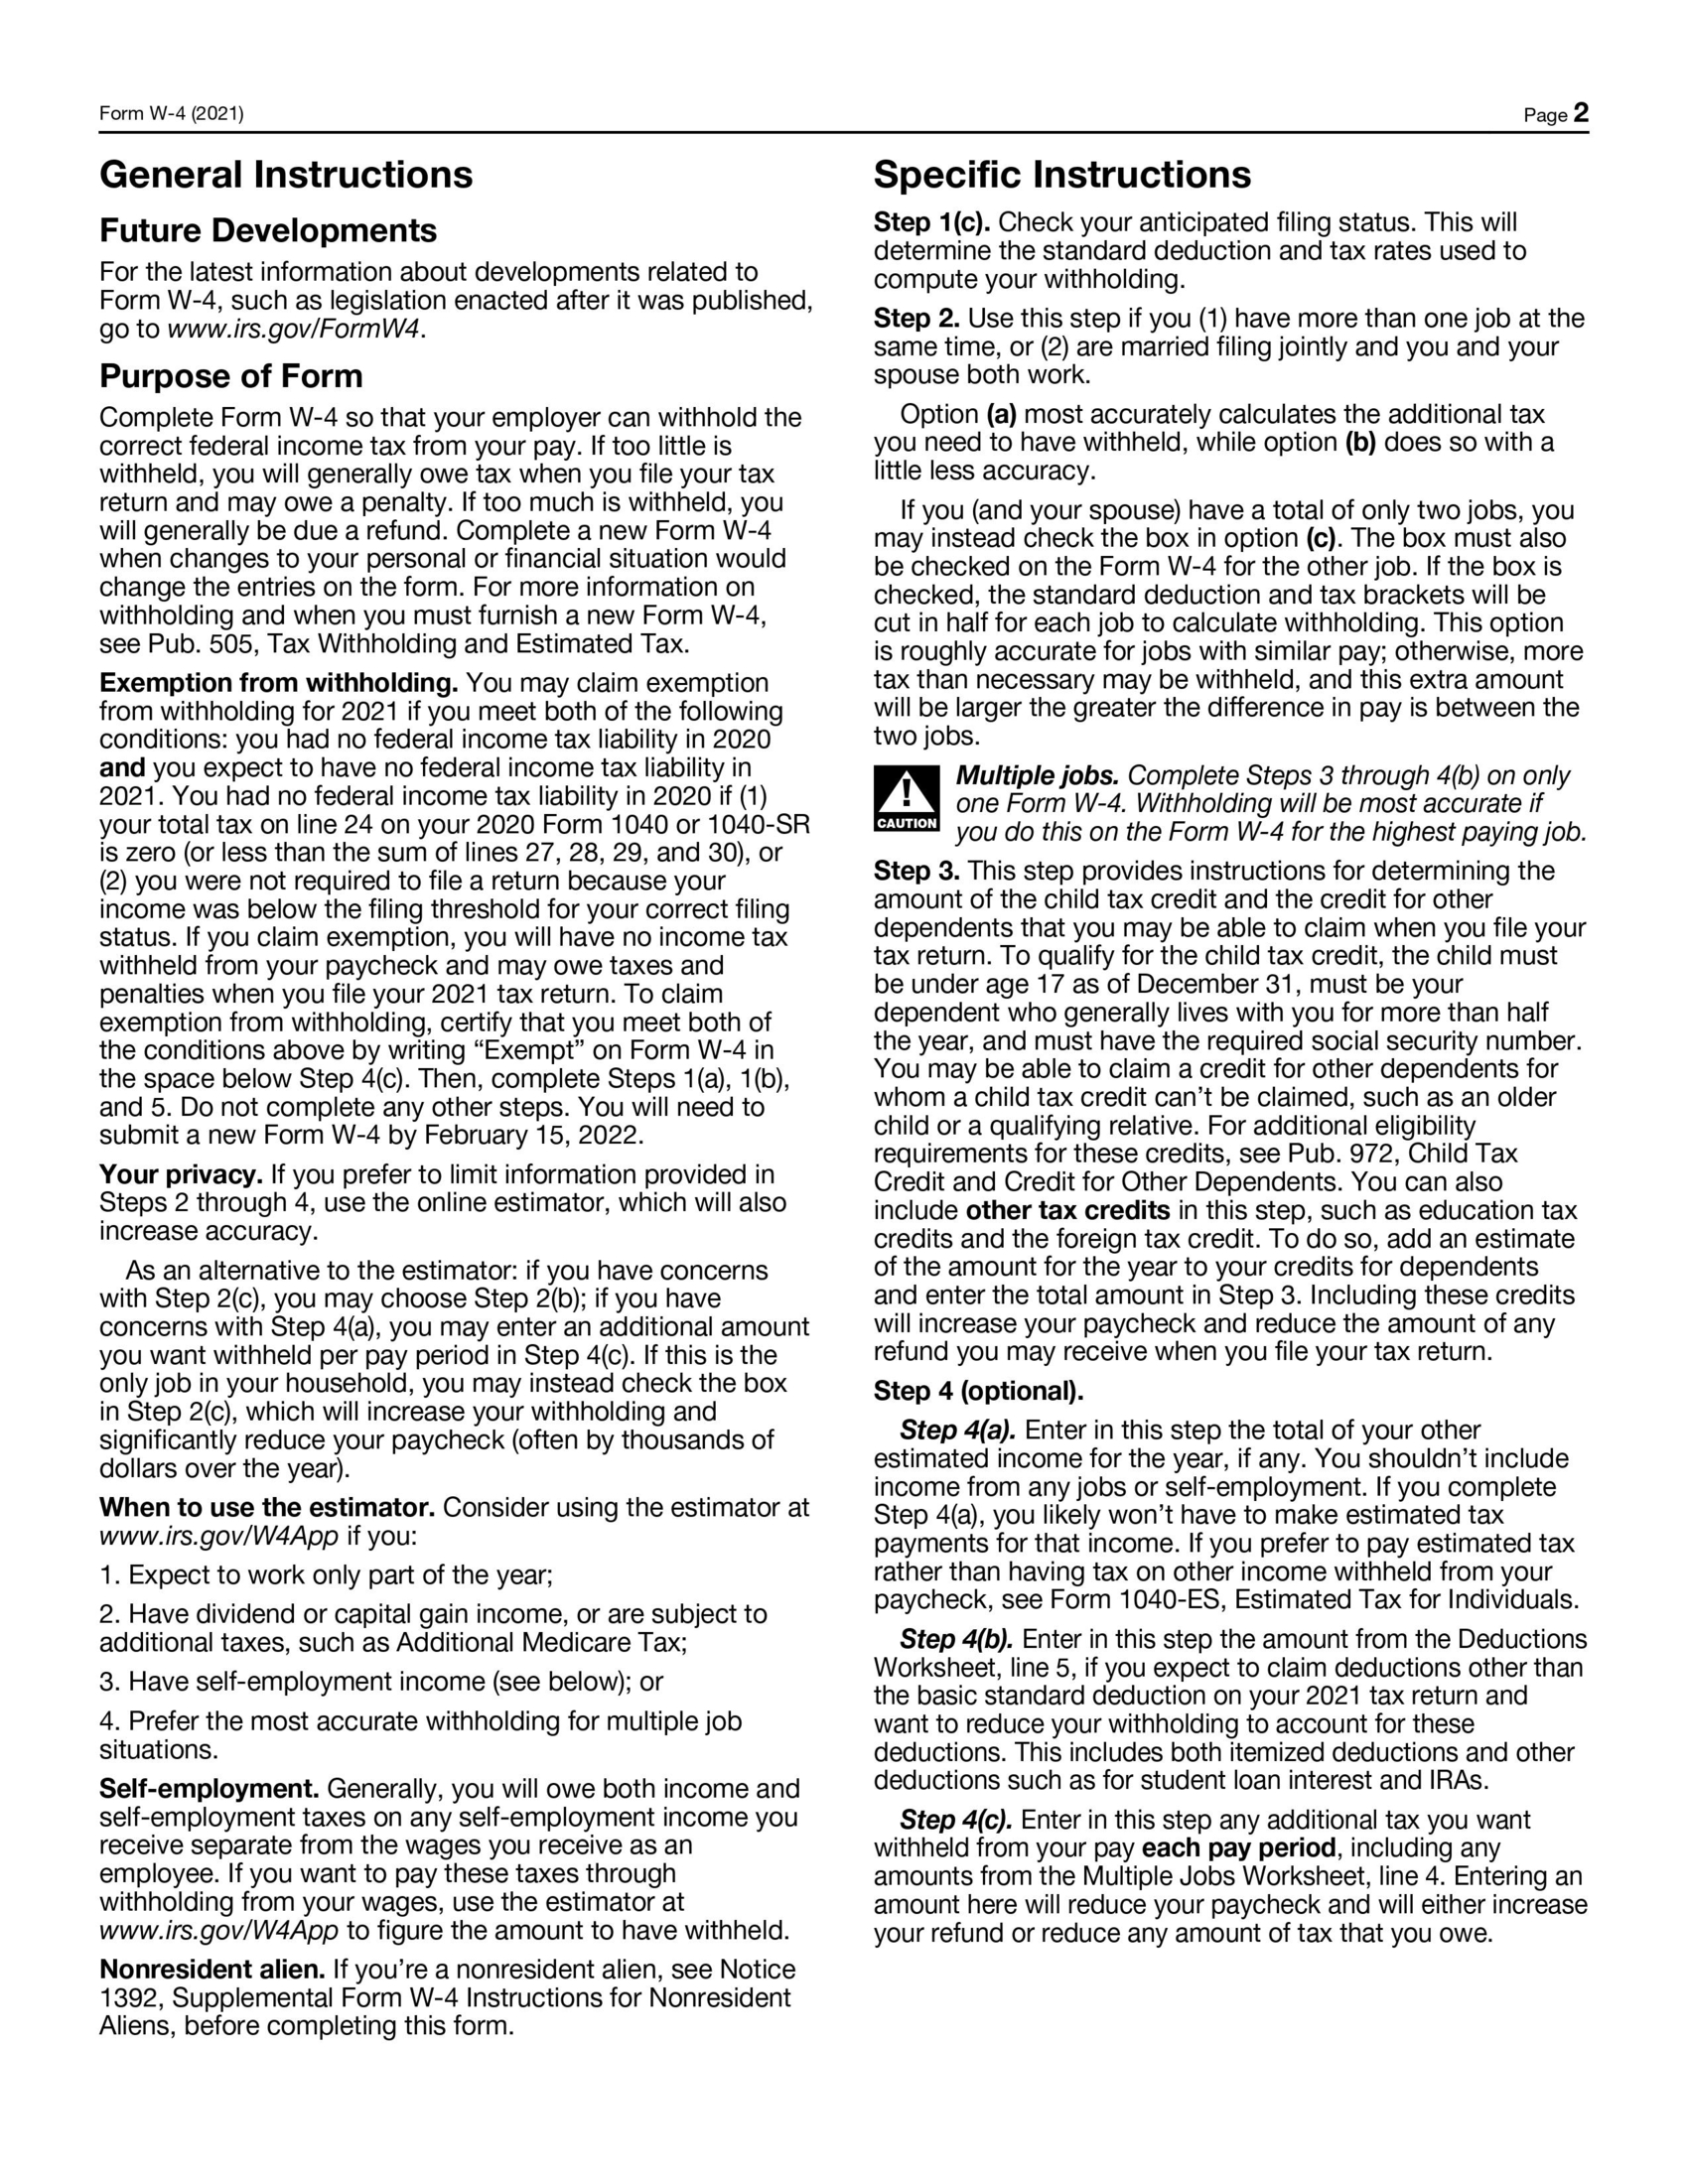 Form W-4 (2021)
Page 2
General Instructions
Future Developments
For the latest information about developments related to
Form W-4, such as legislation enacted after it was published,
go to www.irs.gov/FormW4.
Purpose of Form
Complete Form W-4 so that your employer can withhold the
correct federal income tax from your pay. If too little is
withheld, you will generally owe tax when you file your tax
return and may owe a penalty. If too much is withheld, you
will generally be due a refund. Complete a new Form W-4
when changes to your personal or financial situation would
change the entries on the form. For more information on
withholding and when you must furnish a new Form W-4,
see Pub. 505, Tax Withholding and Estimated Tax.
Exemption from withholding. You may claim exemption
from withholding for 2021 if you meet both of the following
conditions: you had no federal income tax liability in 2020
and you expect to have no federal income tax liability in
2021. You had no federal income tax liability in 2020 if (1)
your total tax on line 24 on your 2020 Form 1040 or 1040-SR
is zero (or less than the sum of lines 27, 28, 29, and 30), or
(2) you were not required to file a return because your
income was below the filing threshold for your correct filing
status. If you claim exemption, you will have no income tax
withheld from your paycheck and may owe taxes and
penalties when you file your 2021 tax return. To claim
exemption from withholding, certify that you meet both of
the conditions above by writing “Exempt” on Form W-4 in
the space below Step 4(c). Then, complete Steps 1(a), 1(b),
and 5. Do not complete any other steps. You will need to
submit a new Form W-4 by February 15, 2022.
Your privacy. If you prefer to limit information provided in
Steps 2 through 4, use the online estimator, which will also
increase accuracy.
As an alternative to the estimator: if you have concerns
with Step 2(c), you may choose Step 2(b); if you have
concerns with Step 4(a), you may enter an additional amount
you want withheld per pay period in Step 4(c). If this is the
only job in your household, you may instead check the box
in Step 2(c), which will increase your withholding and
significantly reduce your paycheck (often by thousands of
dollars over the year).
When to use the estimator. Consider using the estimator at
www.irs.gov/W4App if you:
1. Expect to work only part of the year;
2. Have dividend or capital gain income, or are subject to
additional taxes, such as Additional Medicare Tax;
3. Have self-employment income (see below); or
4. Prefer the most accurate withholding for multiple job
situations.
Self-employment. Generally, you will owe both income and
self-employment taxes on any self-employment income you
receive separate from the wages you receive as an
employee. If you want to pay these taxes through
withholding from your wages, use the estimator at
www.irs.gov/W4App to figure the amount to have withheld.
Nonresident alien. If you’re a nonresident alien, see Notice
1392, Supplemental Form W-4 Instructions for Nonresident
Aliens, before completing this form.
Specific Instructions
Step 1(c). Check your anticipated filing status. This will
determine the standard deduction and tax rates used to
compute your withholding.
Step 2. Use this step if you (1) have more than one job at the
same time, or (2) are married filing jointly and you and your
spouse both work.
Option (a) most accurately calculates the additional tax
you need to have withheld, while option (b) does so with a
little less accuracy.
If you (and your spouse) have a total of only two jobs, you
may instead check the box in option (c). The box must also
be checked on the Form W-4 for the other job. If the box is
checked, the standard deduction and tax brackets will be
cut in half for each job to calculate withholding. This option
is roughly accurate for jobs with similar pay; otherwise, more
tax than necessary may be withheld, and this extra amount
will be larger the greater the difference in pay is between the
two jobs.
! CAUTION
Multiple jobs. Complete Steps 3 through 4(b) on only
one Form W-4. Withholding will be most accurate if
you do this on the Form W-4 for the highest paying job.
Step 3. This step provides instructions for determining the
amount of the child tax credit and the credit for other
dependents that you may be able to claim when you file your
tax return. To qualify for the child tax credit, the child must
be under age 17 as of December 31, must be your
dependent who generally lives with you for more than half
the year, and must have the required social security number.
You may be able to claim a credit for other dependents for
whom a child tax credit can’t be claimed, such as an older
child or a qualifying relative. For additional eligibility
requirements for these credits, see Pub. 972, Child Tax
Credit and Credit for Other Dependents. You can also
include other tax credits in this step, such as education tax
credits and the foreign tax credit. To do so, add an estimate
of the amount for the year to your credits for dependents
and enter the total amount in Step 3. Including these credits
will increase your paycheck and reduce the amount of any
refund you may receive when you file your tax return.
Step 4 (optional).
Step 4(a). Enter in this step the total of your other
estimated income for the year, if any. You shouldn’t include
income from any jobs or self-employment. If you complete
Step 4(a), you likely won’t have to make estimated tax
payments for that income. If you prefer to pay estimated tax
rather than having tax on other income withheld from your
paycheck, see Form 1040-ES, Estimated Tax for Individuals.
Step 4(b). Enter in this step the amount from the Deductions
Worksheet, line 5, if you expect to claim deductions other than
the basic standard deduction on your 2021 tax return and
want to reduce your withholding to account for these
deductions. This includes both itemized deductions and other
deductions such as for student loan interest and IRAs.
Step 4(c). Enter in this step any additional tax you want
withheld from your pay each pay period, including any
amounts from the Multiple Jobs Worksheet, line 4. Entering an
amount here will reduce your paycheck and will either increase
your refund or reduce any amount of tax that you owe.